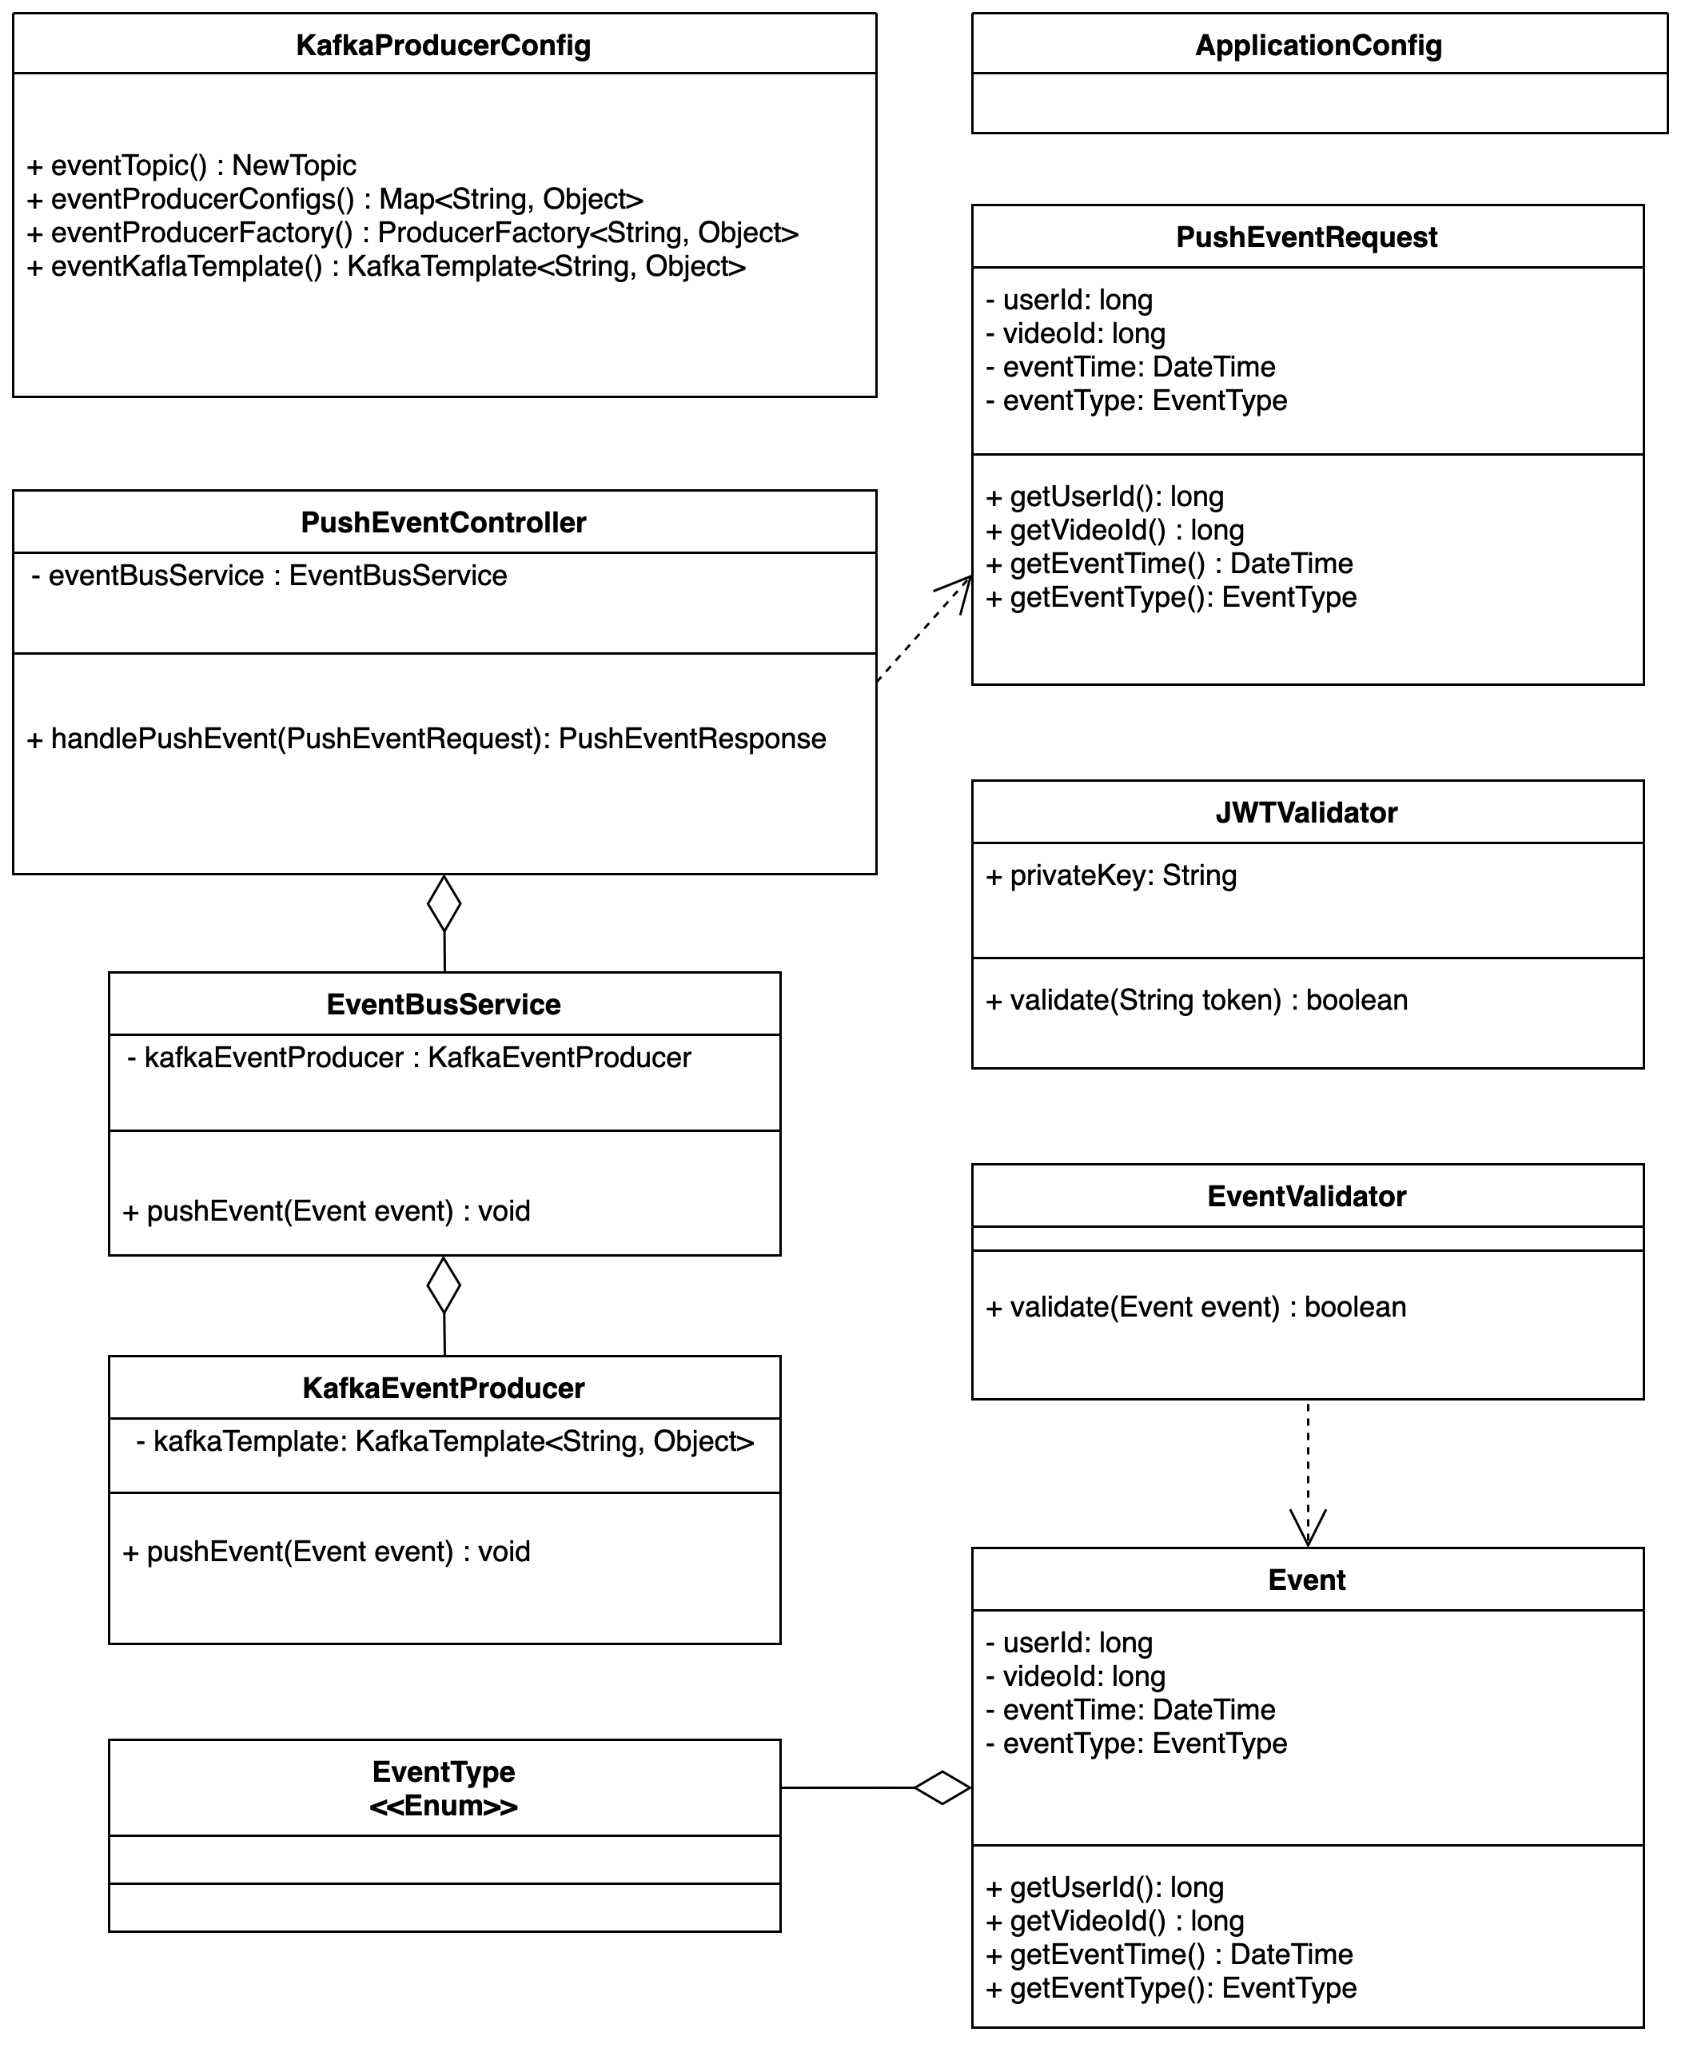 KafkaProducerConfig
+ eventTopic() : NewTopic
+ eventProducerConfigs() : Map<String, Object>
+ eventProducerFactory() : ProducerFactory<String, Object>
+ eventKaflaTemplate() : KafkaTemplate<String, Object>
ApplicationConfig
PushEventRequest
- userId: long
- videoId: long
- eventTime: DateTime
- eventType: EventType
+ getUserId(): long
+ getVideoId() : long
+ getEventTime() : DateTime
+ getEventType(): EventType
PushEventController
- eventBusService : EventBusService
+ handlePushEvent(PushEventRequest): PushEventResponse
JWTValidator
+ privateKey: String
+ validate(String token) : boolean
EventBusService
- kafkaEventProducer : KafkaEventProducer
+ pushEvent(Event event) : void
EventValidator
+ validate(Event event) : boolean
KafkaEventProducer
- kafkaTemplate: KafkaTemplate<String, Object>
+ pushEvent(Event event) : void
Event
- userId: long
- videoId: long
- eventTime: DateTime
- eventType: EventType
+ getUserId(): long
+ getVideoId() : long
+ getEventTime() : DateTime
+ getEventType(): EventType
EventType
<<Enum>>